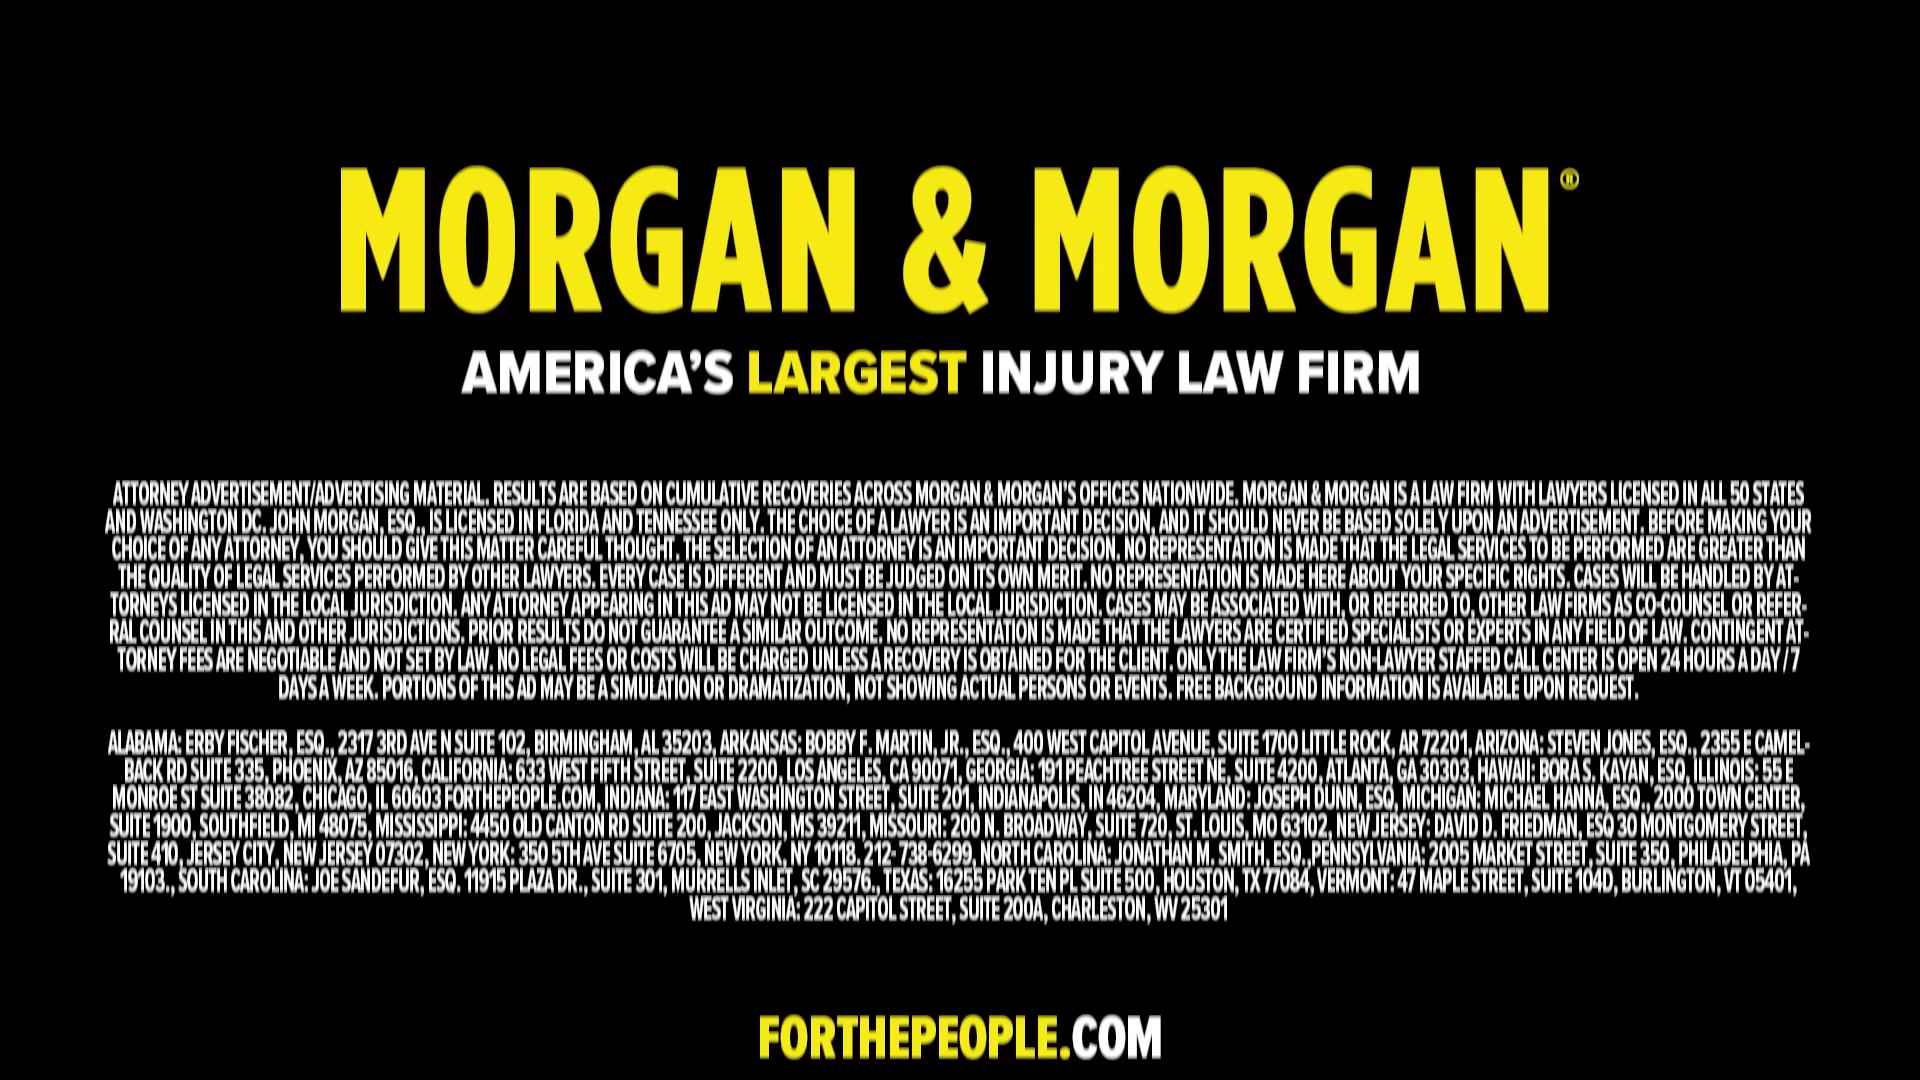 MORGAN & MORGAN®
AMERICA'S LARGEST INJURY LAW FIRM
ATTORNEY ADVERTISEMENT/ADVERTISING MATERIAL. RESULTS ARE BASED ON CUMULATIVE RECOVERIES ACROSS MORGAN & MORGAN'S OFFICES NATIONWIDE. MORGAN & MORGAN IS A LAW FIRM WITH LAWYERS LICENSED IN ALL 50 STATES
AND WASHINGTON DC. JOHN MORGAN, ESQ., IS LICENSED IN FLORIDA AND TENNESSEE ONLY. THE CHOICE OF A LAWYER IS AN IMPORTANT DECISION, AND IT SHOULD NEVER BE BASED SOLELY UPON AN ADVERTISEMENT. BEFORE MAKING YOUR
CHOICE OF ANY ATTORNEY, YOU SHOULD GIVE THIS MATTER CAREFUL THOUGHT. THE SELECTION OF AN ATTORNEY IS AN IMPORTANT DECISION. NO REPRESENTATION IS MADE THAT THE LEGAL SERVICES TO BE PERFORMED ARE GREATER THAN
THE QUALITY OF LEGAL SERVICES PERFORMED BY OTHER LAWYERS. EVERY CASE IS DIFFERENT AND MUST BE JUDGED ON ITS OWN MERIT. NO REPRESENTATION IS MADE HERE ABOUT YOUR SPECIFIC RIGHTS. CASES WILL BE HANDLED BY AT-
TORNEYS LICENSED IN THE LOCAL JURISDICTION. ANY ATTORNEY APPEARING IN THIS AD MAY NOT BE LICENSED IN THE LOCAL JURISDICTION. CASES MAY BE ASSOCIATED WITH, OR REFERRED TO, OTHER LAW FIRMS AS CO-COUNSEL OR REFER-
RAL COUNSEL IN THIS AND OTHER JURISDICTIONS. PRIOR RESULTS DO NOT GUARANTEE A SIMILAR OUTCOME. NO REPRESENTATION IS MADE THAT THE LAWYERS ARE CERTIFIED SPECIALISTS OR EXPERTS IN ANY FIELD OF LAW. CONTINGENT AT-
TORNEY FEES ARE NEGOTIABLE AND NOT SET BY LAW. NO LEGAL FEES OR COSTS WILL BE CHARGED UNLESS A RECOVERY IS OBTAINED FOR THE CLIENT. ONLY THE LAW FIRM'S NON-LAWYER STAFFED CALL CENTER IS OPEN 24 HOURS A DAY / 7
DAYS A WEEK. PORTIONS OF THIS AD MAY BE A SIMULATION OR DRAMATIZATION, NOT SHOWING ACTUAL PERSONS OR EVENTS. FREE BACKGROUND INFORMATION IS AVAILABLE UPON REQUEST.
ALABAMA: ERBY FISCHER, ESQ., 2317 3RD AVE N SUITE 102, BIRMINGHAM, AL 35203, ARKANSAS: BOBBY F. MARTIN, JR., ESQ., 400 WEST CAPITOL AVENUE, SUITE 1700 LITTLE ROCK, AR 72201, ARIZONA: STEVEN JONES, ESQ., 2355 E CAMEL-
BACK RD SUITE 335, PHOENIX, AZ 85016, CALIFORNIA: 633 WEST FIFTH STREET, SUITE 2200, LOS ANGELES, CA 90071, GEORGIA: 191 PEACHTREE STREET NE, SUITE 4200, ATLANTA, GA 30303, HAWAII: BORA S. KAYAN, ESQ, ILLINOIS: 55 E
MONROE ST SUITE 38082, CHICAGO, IL 60603 FORTHEPEOPLE.COM, INDIANA: 117 EAST WASHINGTON STREET, SUITE 201, INDIANAPOLIS, IN 46204, MARYLAND: JOSEPH DUNN, ESQ, MICHIGAN: MICHAEL HANNA, ESQ., 2000 TOWN CENTER,
SUITE 1900, SOUTHFIELD, MI 48075, MISSISSIPPI: 4450 OLD CANTON RD SUITE 200, JACKSON, MS 39211, MISSOURI: 200 N. BROADWAY, SUITE 720, ST. LOUIS, MO 63102, NEW JERSEY: DAVID D. FRIEDMAN, ESQ 30 MONTGOMERY STREET,
SUITE 410, JERSEY CITY, NEW JERSEY 07302, NEW YORK: 350 5TH AVE SUITE 6705, NEW YORK, NY 10118, 212-738-6299, NORTH CAROLINA: JONATHAN M. SMITH, ESQ., PENNSYLVANIA: 2005 MARKET STREET, SUITE 350, PHILADELPHIA, PA
19103., SOUTH CAROLINA: JOE SANDEFUR, ESQ. 11915 PLAZA DR., SUITE 301, MURRELLS INLET, SC 29576., TEXAS: 16255 PARK TEN PL SUITE 500, HOUSTON, TX 77084, VERMONT: 47 MAPLE STREET, SUITE 104D, BURLINGTON, VT 05401,
WEST VIRGINIA: 222 CAPITOL STREET, SUITE 200A, CHARLESTON, WV 25301
FORTHEPEOPLE.COM